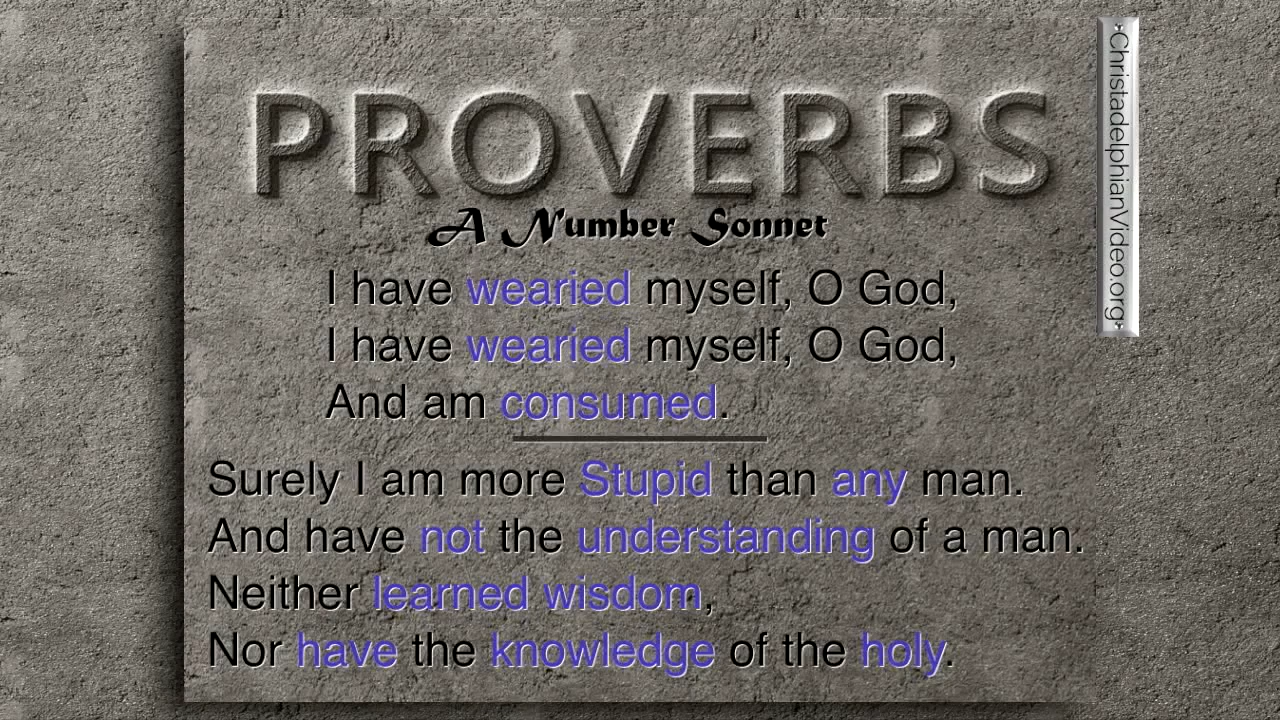 PROVERBS
A Number Sonnet
I have wearied myself, O God,
I have wearied myself, O God,
And am consumed.
Surely I am more Stupid than any man.
And have not the understanding of a man.
Neither learned wisdom,
Nor have the knowledge of the holy.
ChristadelphianVideo.org